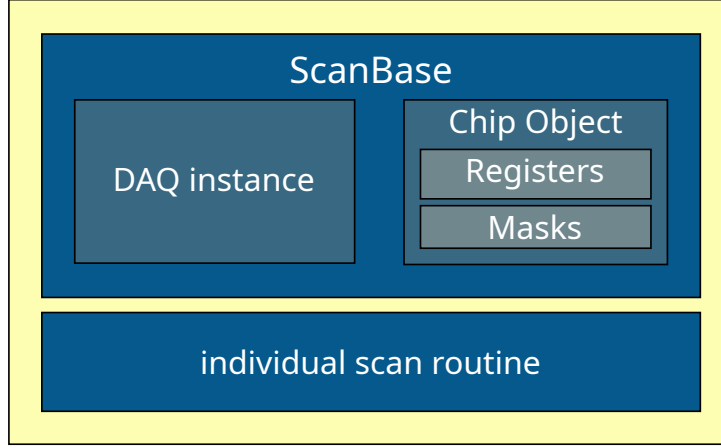 ScanBase
DAQ instance
Chip Object
Registers
Masks
individual scan routine